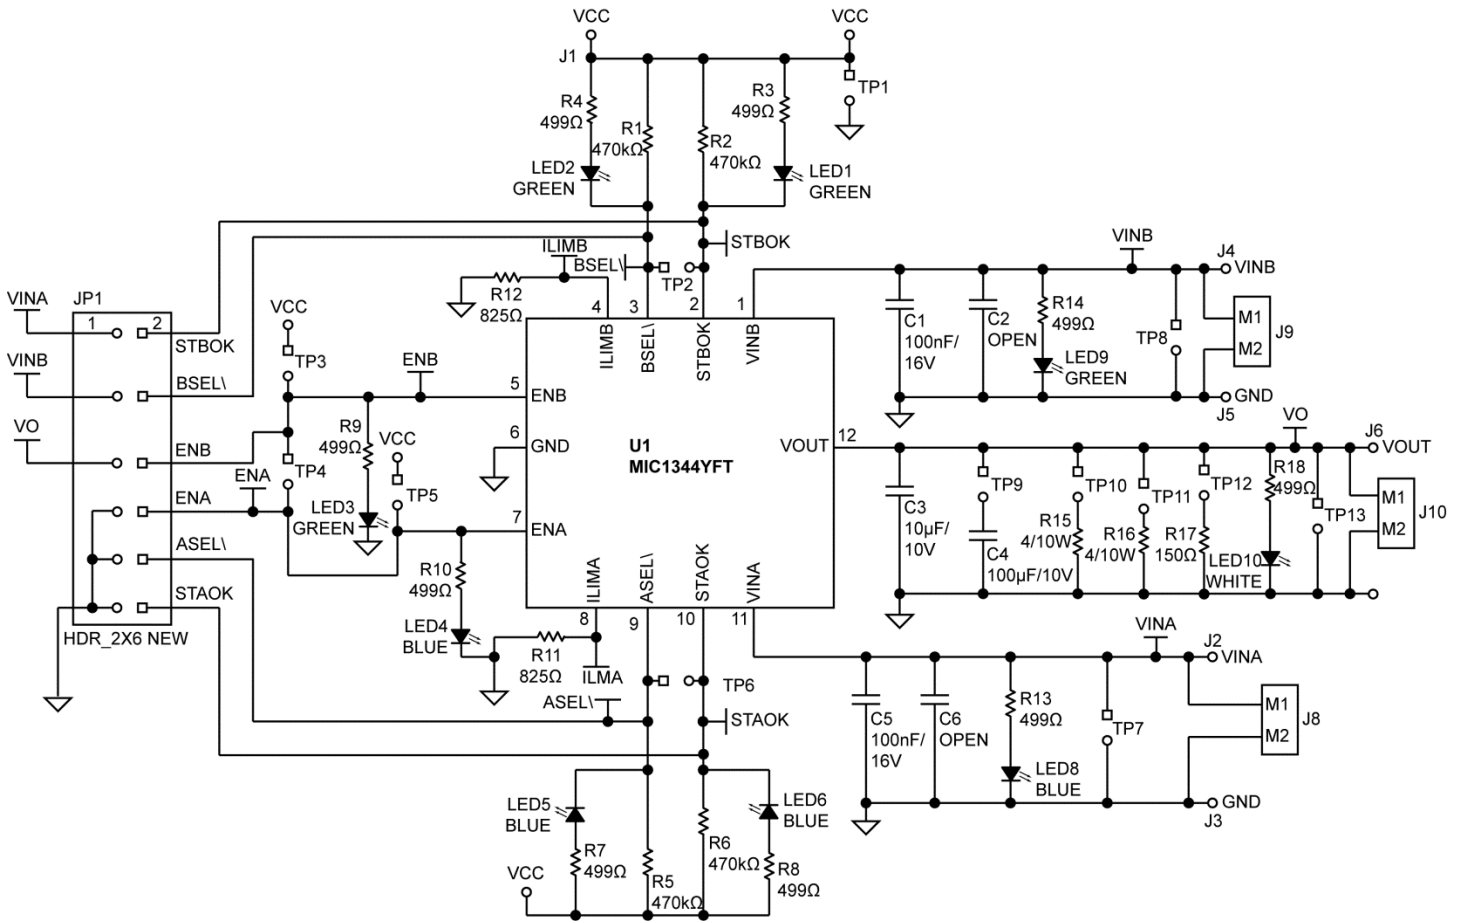 VCC
VCC
J1
TP1
R4
499Ω
R1
470kΩ
R2
470kΩ
R3
499Ω
LED2
GREEN
LED1
GREEN
STBOK
ILIMB
BSEL\
TP2
R12
825Ω
4
3
2
1
VINB
J4
VINB
C1
100nF/
16V
C2
OPEN
R14
499Ω
LED9
GREEN
TP8
M1
M2
J9
GND
J5
VINA
JP1
1
2
STBOK
VINB
BSEL\
VO
ENB
ENA
ENA
ASEL\
STAOK
HDR_2X6 NEW
VCC
TP3
ENB
R9
499Ω
VCC
TP4
TP5
LED3
GREEN
5
6
7
ILIMB
BSEL\
STBOK
VINB
ENB
GND
ENA
U1
MIC1344YFT
VOUT
12
ILIMA
ASEL\
STAOK
VINA
8
9
10
11
VO
J6
VOUT
C3
10µF/
10V
TP9
C4
100µF/10V
TP10
R15
4/10W
TP11
R16
4/10W
TP12
R17
150Ω
R18
499Ω
LED10
WHITE
TP13
M1
M2
J10
R10
499Ω
LED4
BLUE
R11
825Ω
ILMA
ASEL\
TP6
STAOK
VINA
J2
VINA
C5
100nF/
16V
C6
OPEN
R13
499Ω
LED8
BLUE
TP7
M1
M2
J8
GND
J3
LED5
BLUE
LED6
BLUE
R7
499Ω
R5
470kΩ
R6
470kΩ
R8
499Ω
VCC